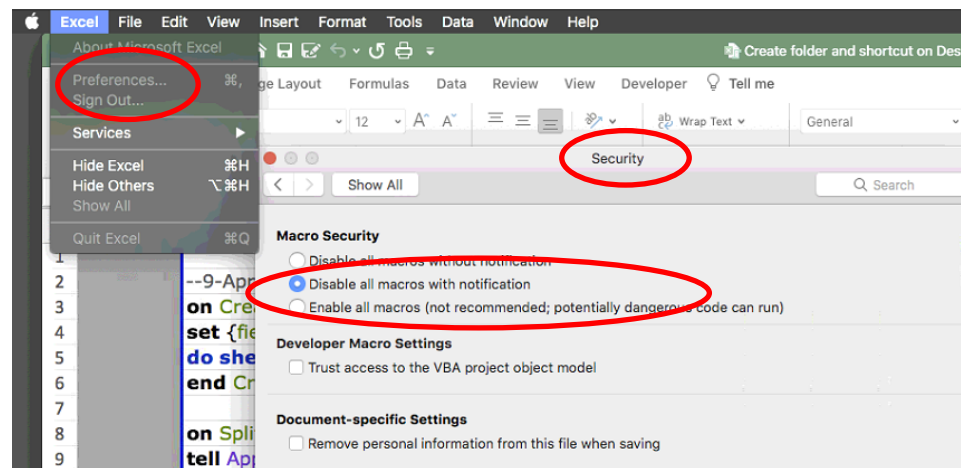 Excel File Edit View Insert Format Tools Data Window Help
About Microsoft Excel
Create folder and shortcut on Des
Preferences... ⌘,
ge Layout Formulas Data Review View Developer Tell me
Sign Out...
12 A^ A˅ ab Wrap Text General
Services
Hide Excel ⌘H
Security
Hide Others ⌥⌘H
Show All Search
Show All
Quit Excel ⌘Q
Macro Security
1
Disable all macros without notification
2 --9-Apr
Disable all macros with notification
3 on Crea
Enable all macros (not recommended; potentially dangerous code can run)
4 set {fie
Developer Macro Settings
5 do she
Trust access to the VBA project object model
6 end Cr
7
Document-specific Settings
8 on Spli
Remove personal information from this file when saving
9 tell App